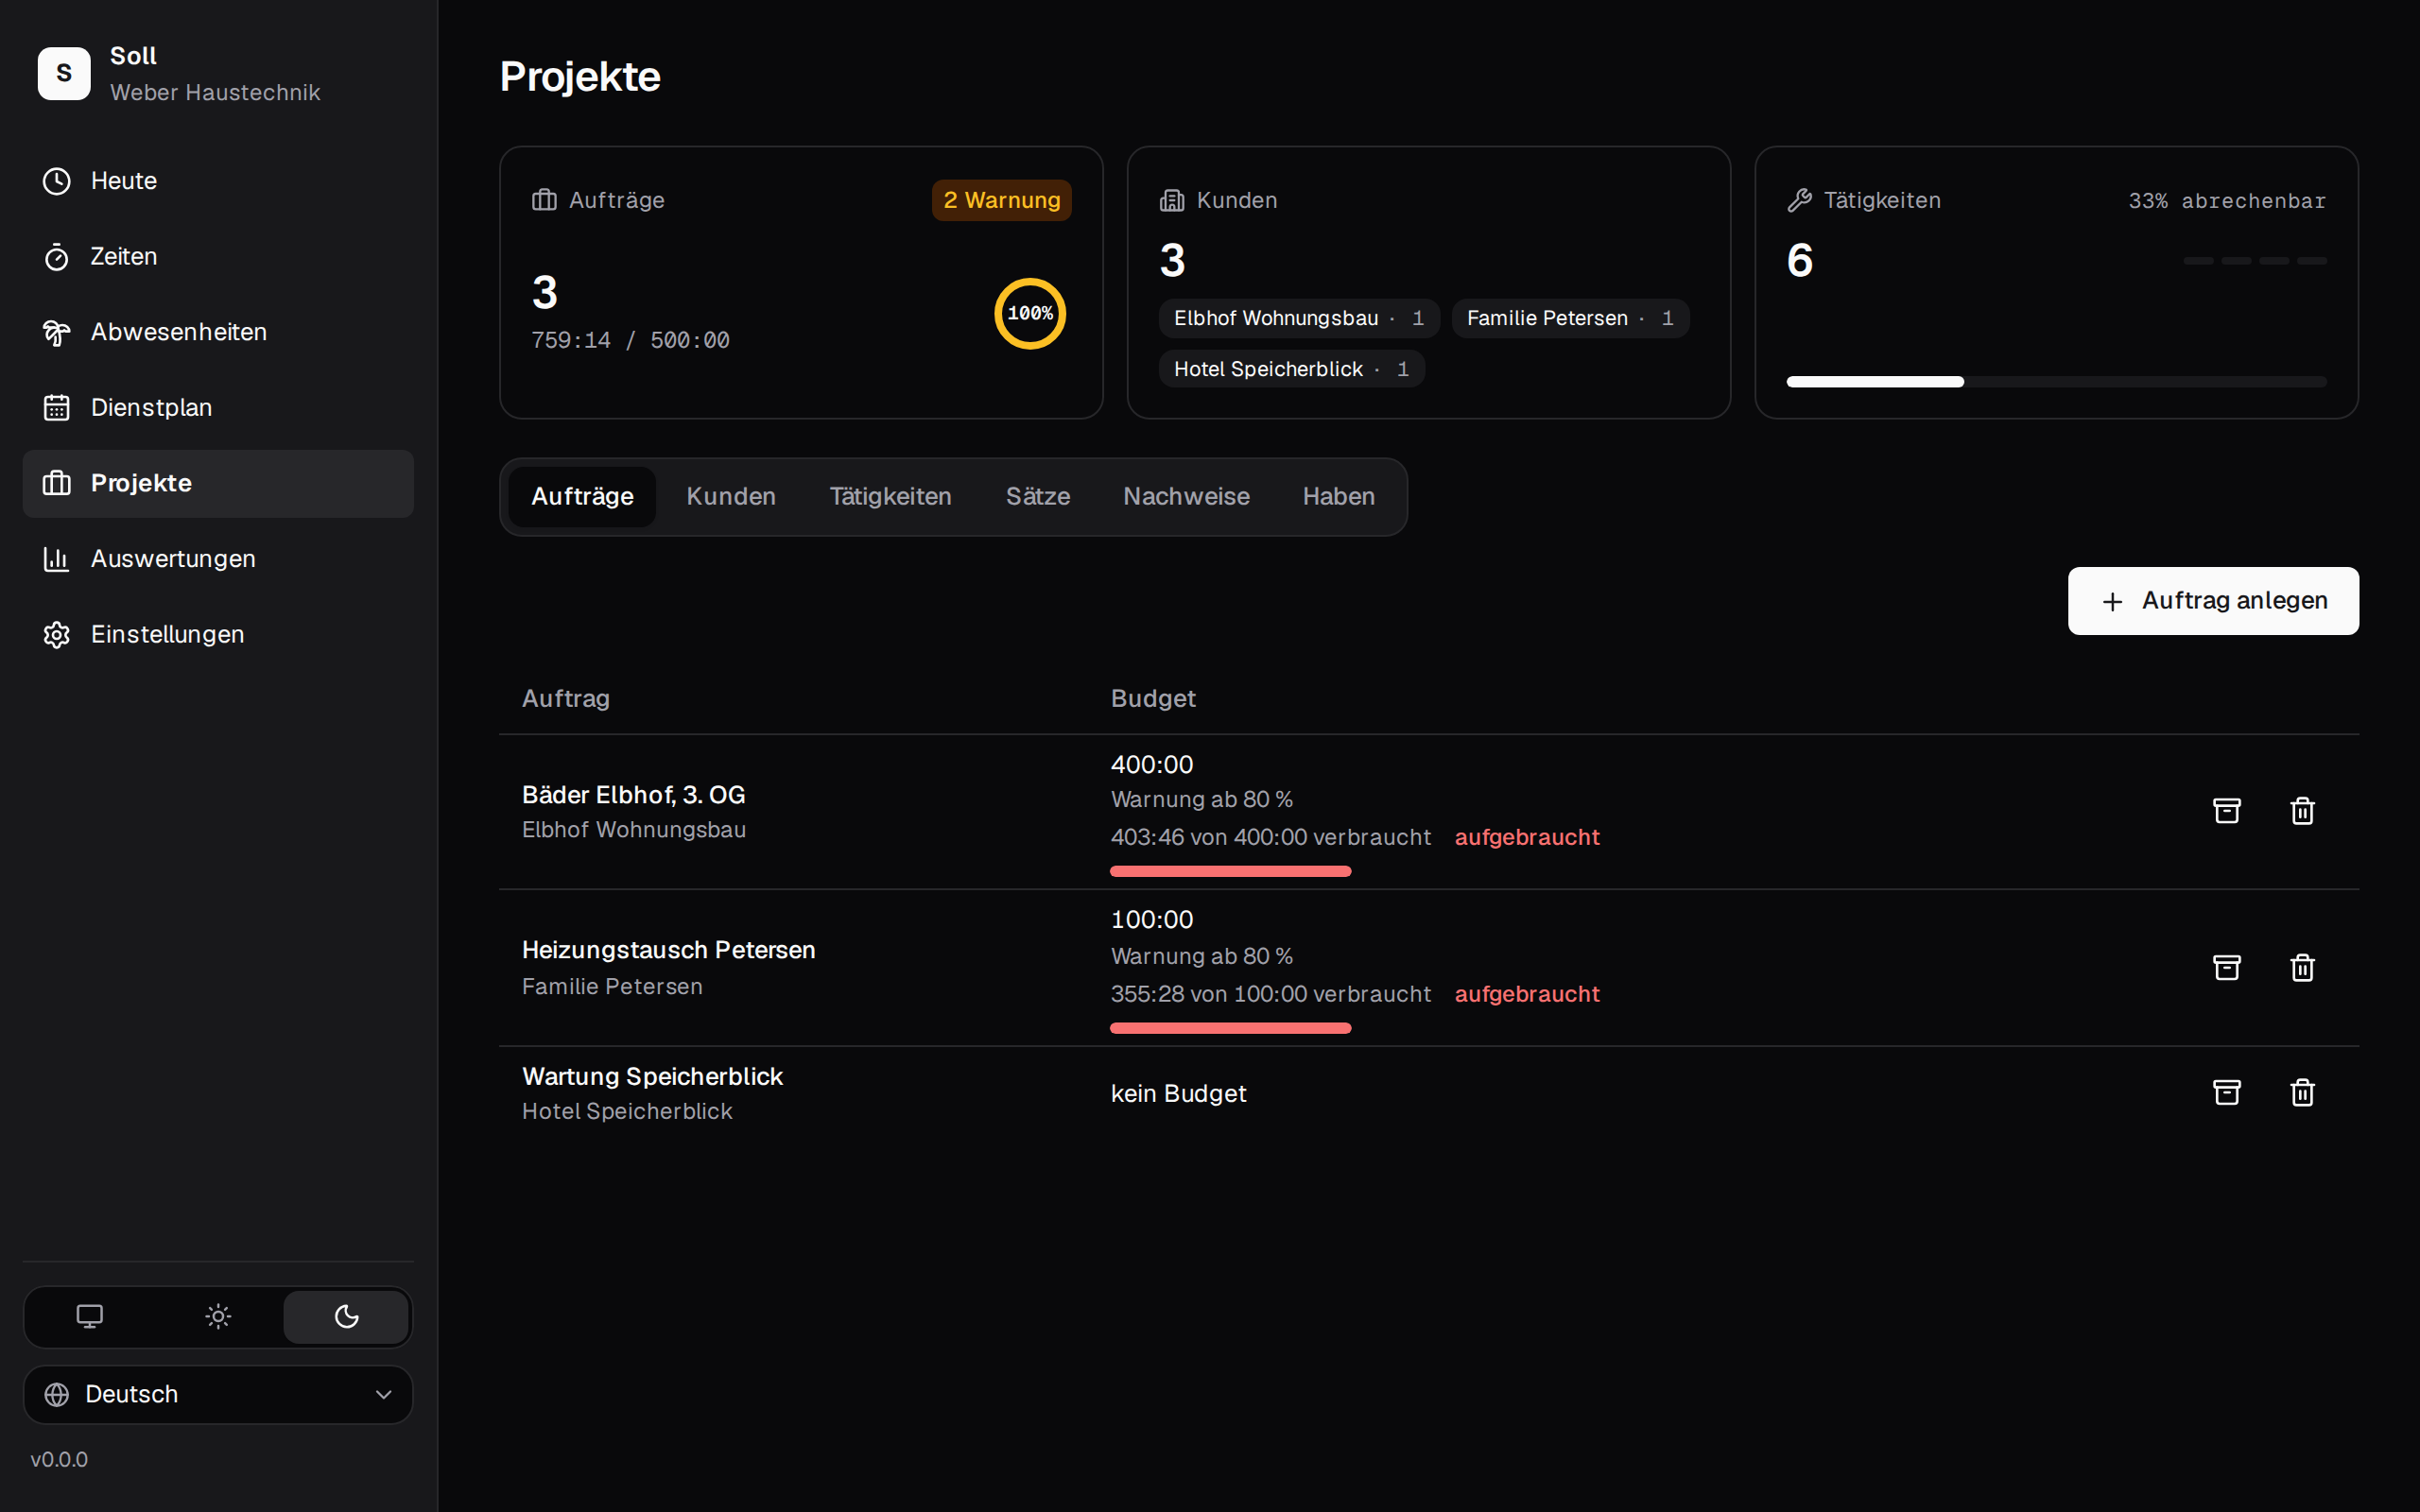 S
Soll
Weber Haustechnik
Heute
Zeiten
Abwesenheiten
Dienstplan
Projekte
Auswertungen
Einstellungen
Deutsch
v0.0.0
Projekte
Aufträge
2 Warnung
3
759:14 / 500:00
100%
Kunden
3
Elbhof Wohnungsbau · 1
Familie Petersen · 1
Hotel Speicherblick · 1
Tätigkeiten
33% abrechenbar
6
Aufträge Kunden Tätigkeiten Sätze Nachweise Haben
Auftrag anlegen
Auftrag Budget
Bäder Elbhof, 3. OG
Elbhof Wohnungsbau
400:00
Warnung ab 80 %
403:46 von 400:00 verbraucht aufgebraucht
Heizungstausch Petersen
Familie Petersen
100:00
Warnung ab 80 %
355:28 von 100:00 verbraucht aufgebraucht
Wartung Speicherblick
Hotel Speicherblick
kein Budget